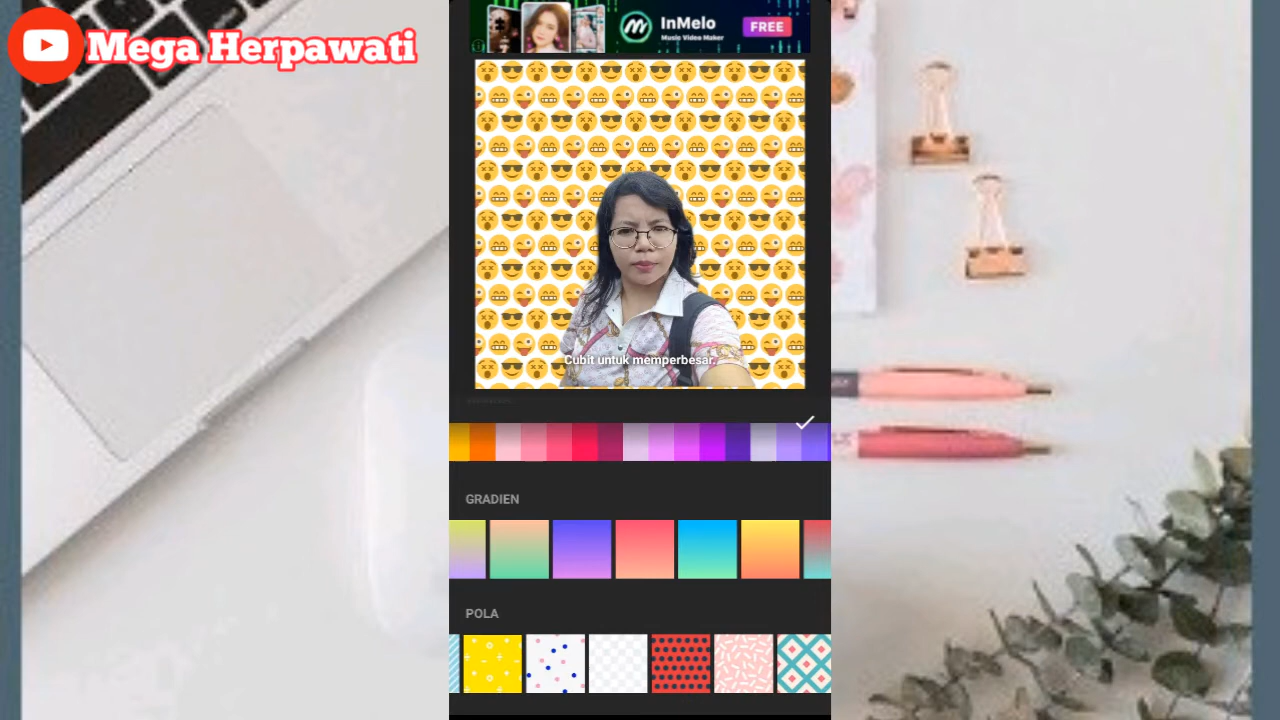 Mega Herpawati
InMelo
Music Video Maker
FREE
Cubit untuk memperbesar.
GRADIEN
POLA